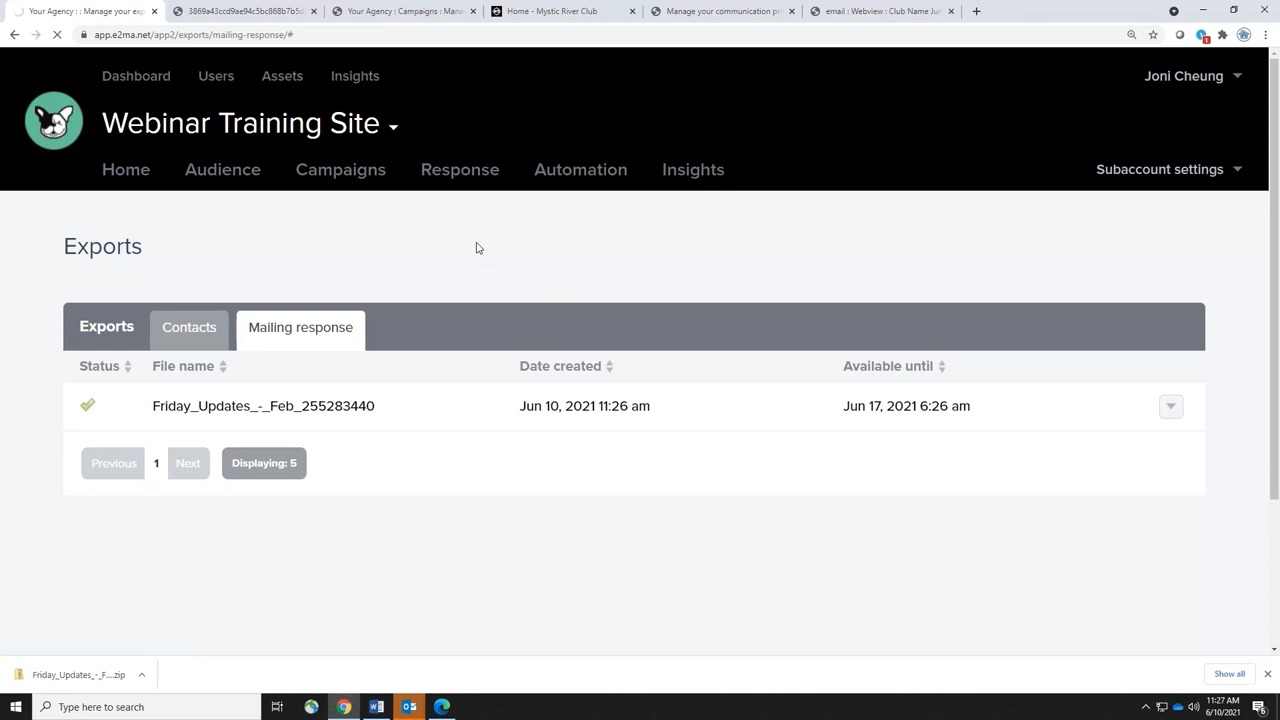 Your Agency : : Manage your exp
3869a43ccd9ae94c5bc868b7b5d
Your Agency : Campaigns : Mana
Home - Mystic River Club
Manage your communication pre
email : Webview : Club Name Jun
app.e2ma.net/app2/exports/mailing-response/#
Dashboard Users Assets Insights Joni Cheung
Webinar Training Site
Home Audience Campaigns Response Automation Insights Subaccount settings
Exports
Exports Contacts Mailing response
Status File name Date created Available until
Friday_Updates_-_Feb_255283440 Jun 10, 2021 11:26 am Jun 17, 2021 6:26 am
Previous 1 Next Displaying: 5
Friday_Updates_-_F....zip Show all
Type here to search
11:27 AM
6/10/2021